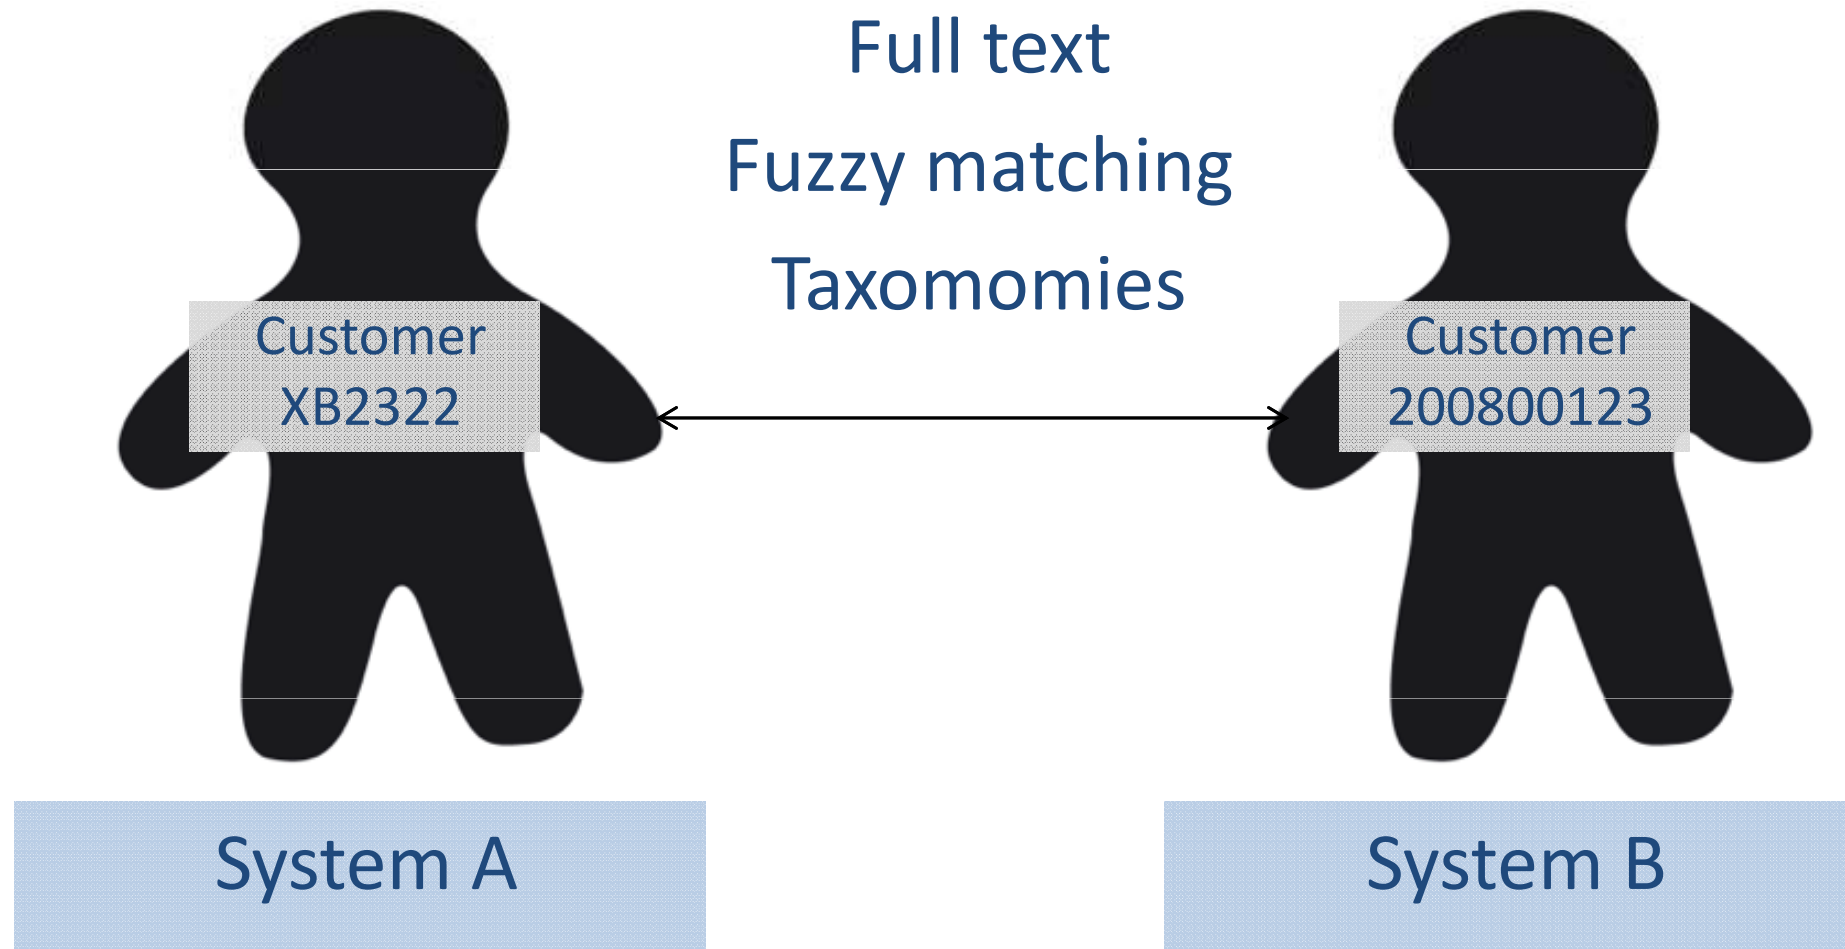 Full text
Fuzzy matching
Taxomomies
Customer
XB2322
Customer
200800123
System A
System B